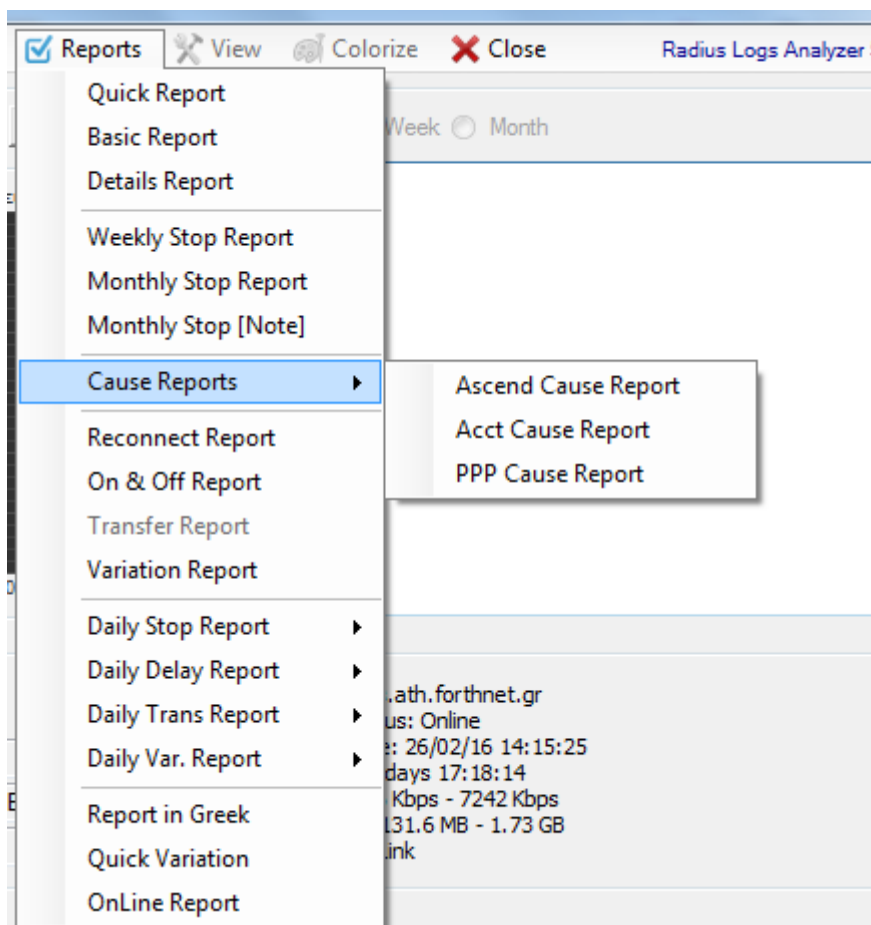 Reports View Colorize Close Radius Logs Analyzer
Quick Report
Basic Report
Week Month
Details Report
Weekly Stop Report
Monthly Stop Report
Monthly Stop [Note]
Cause Reports
Ascend Cause Report
Acct Cause Report
PPP Cause Report
Reconnect Report
On & Off Report
Transfer Report
Variation Report
Daily Stop Report
Daily Delay Report
Daily Trans Report
Daily Var. Report
Report in Greek
Quick Variation
OnLine Report
.ath.forthnet.gr
us: Online
: 26/02/16 14:15:25
days 17:18:14
Kbps - 7242 Kbps
131.6 MB - 1.73 GB
ink